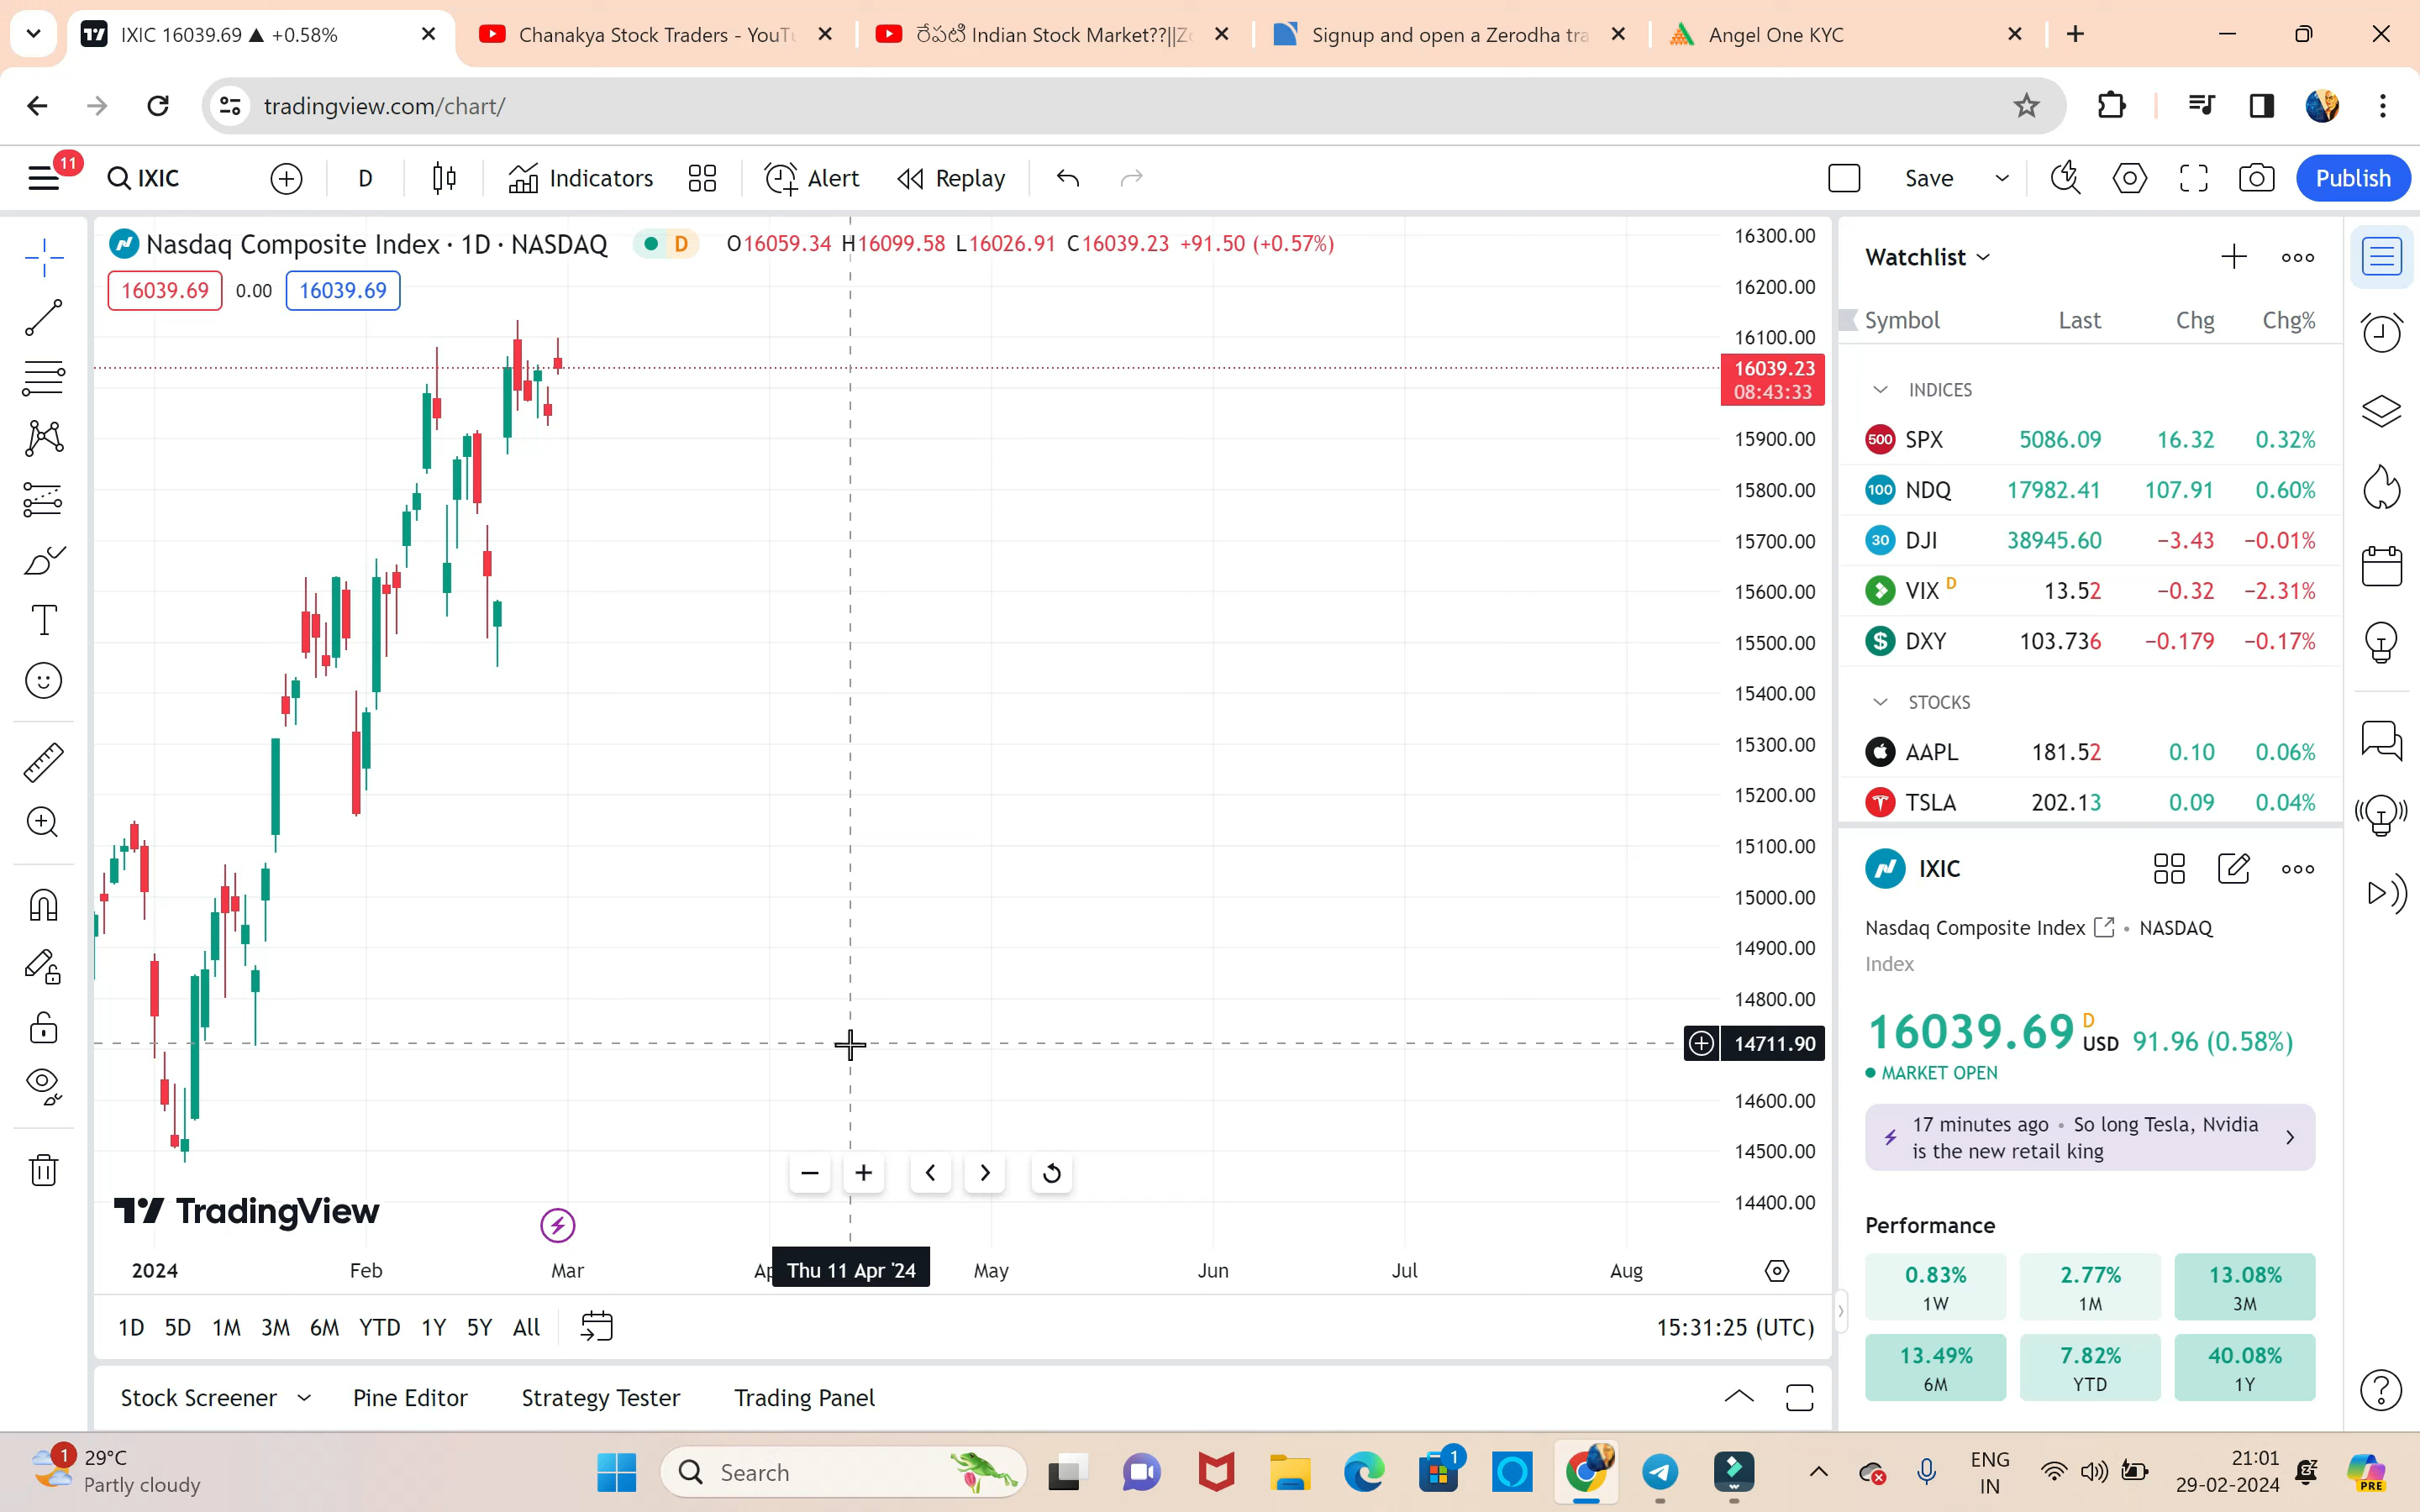 IXIC 16039.69 ▲ +0.58%
Chanakya Stock Traders - YouTu
రేపటి Indian Stock Market??||Ze
Signup and open a Zerodha tra
Angel One KYC
tradingview.com/chart/
11
IXIC
D
Indicators
Alert
Replay
Save
Publish
Nasdaq Composite Index · 1D · NASDAQ
D
O16059.34 H16099.58 L16026.91 C16039.23 +91.50 (+0.57%)
16039.69 0.00 16039.69
16300.00
16200.00
16100.00
16039.23
08:43:33
15900.00
15800.00
15700.00
15600.00
15500.00
15400.00
15300.00
15200.00
15100.00
15000.00
14900.00
14800.00
14711.90
14600.00
14500.00
14400.00
TradingView
2024 Feb Mar Ap Thu 11 Apr '24 May Jun Jul Aug
1D 5D 1M 3M 6M YTD 1Y 5Y All
15:31:25 (UTC)
Stock Screener Pine Editor Strategy Tester Trading Panel
Watchlist
Symbol Last Chg Chg%
INDICES
500 SPX 5086.09 16.32 0.32%
100 NDQ 17982.41 107.91 0.60%
30 DJI 38945.60 −3.43 −0.01%
VIX D 13.52 −0.32 −2.31%
$ DXY 103.736 −0.179 −0.17%
STOCKS
AAPL 181.52 0.10 0.06%
TSLA 202.13 0.09 0.04%
IXIC
Nasdaq Composite Index • NASDAQ
Index
16039.69 D USD 91.96 (0.58%)
MARKET OPEN
17 minutes ago • So long Tesla, Nvidia
is the new retail king
Performance
0.83% 2.77% 13.08%
1W 1M 3M
13.49% 7.82% 40.08%
6M YTD 1Y
1
29°C
Partly cloudy
Search
1
ENG
IN
21:01
29-02-2024
PRE